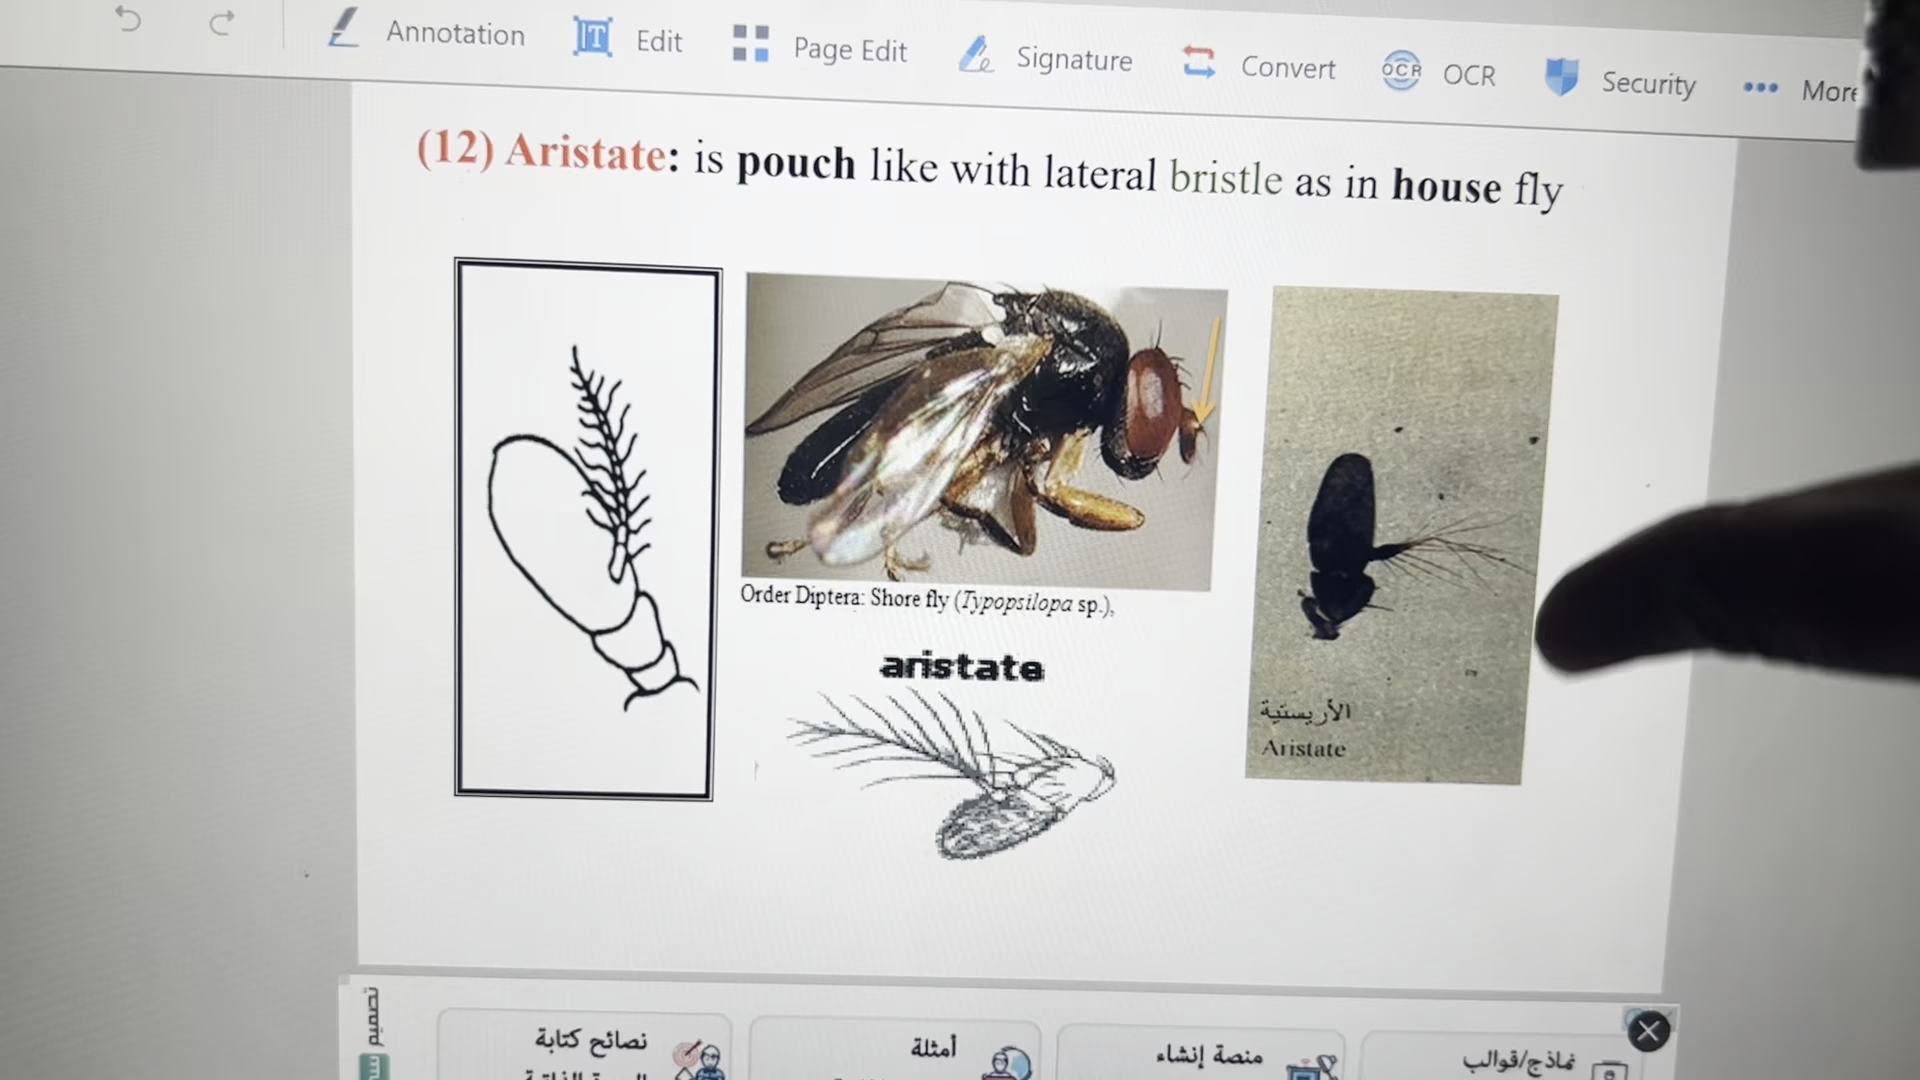 Annotation Edit Page Edit Signature Convert OCR OCR Security More
(12) Aristate: is pouch like with lateral bristle as in house fly
Order Diptera: Shore fly (Typopsilopa sp.),
aristate
الأريستية
Aristate
تصميم
نصائح كتابة
أمثلة
منصة إنشاء
نماذج/قوالب